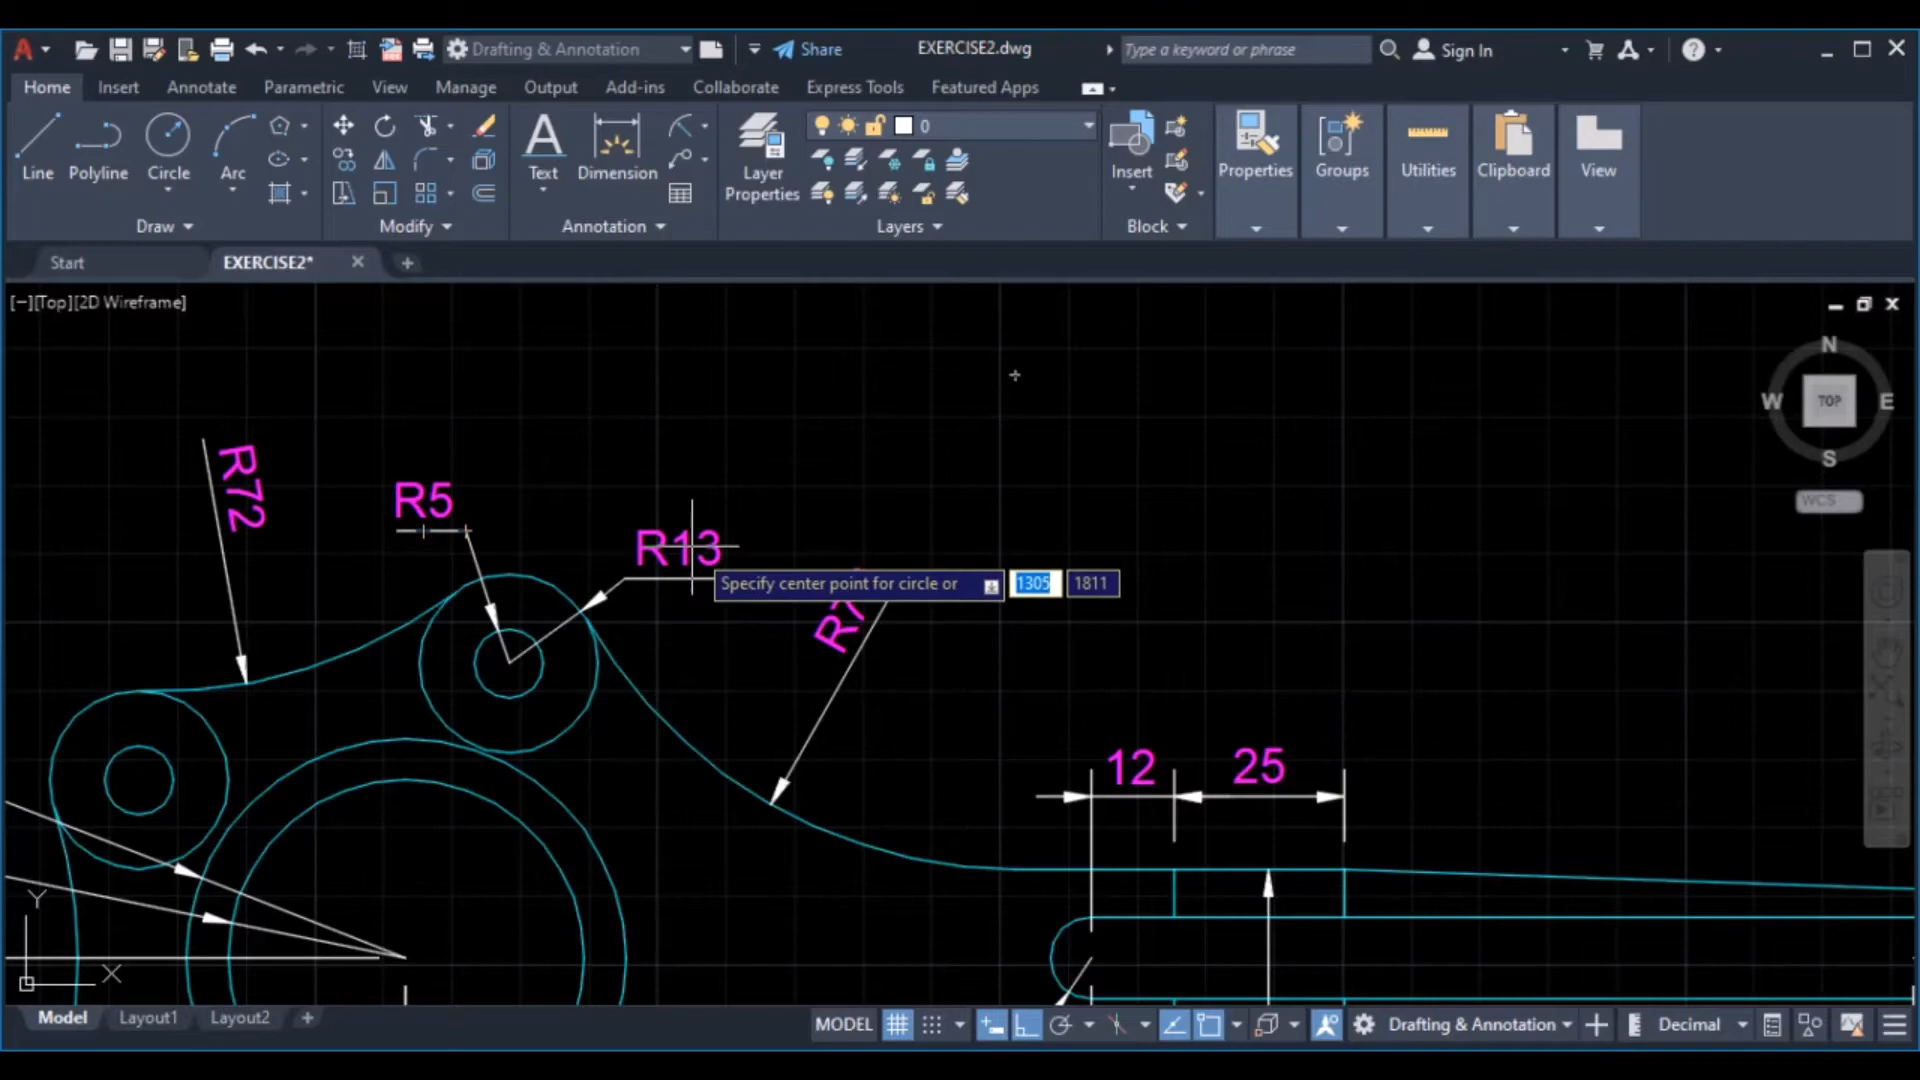 Drafting & Annotation
Share
EXERCISE2.dwg
Type a keyword or phrase
Sign In
Home
Insert
Annotate
Parametric
View
Manage
Output
Add-ins
Collaborate
Express Tools
Featured Apps
Line
Polyline
Circle
Arc
Text
Dimension
Layer
Properties
0
Insert
Properties
Groups
Utilities
Clipboard
View
Draw
Modify
Annotation
Layers
Block
Start
EXERCISE2*
[−][Top][2D Wireframe]
N
W
TOP
E
S
WCS
R72
R5
R13
Specify center point for circle or
1305
1811
12
25
Y
X
Model
Layout1
Layout2
MODEL
Drafting & Annotation
Decimal